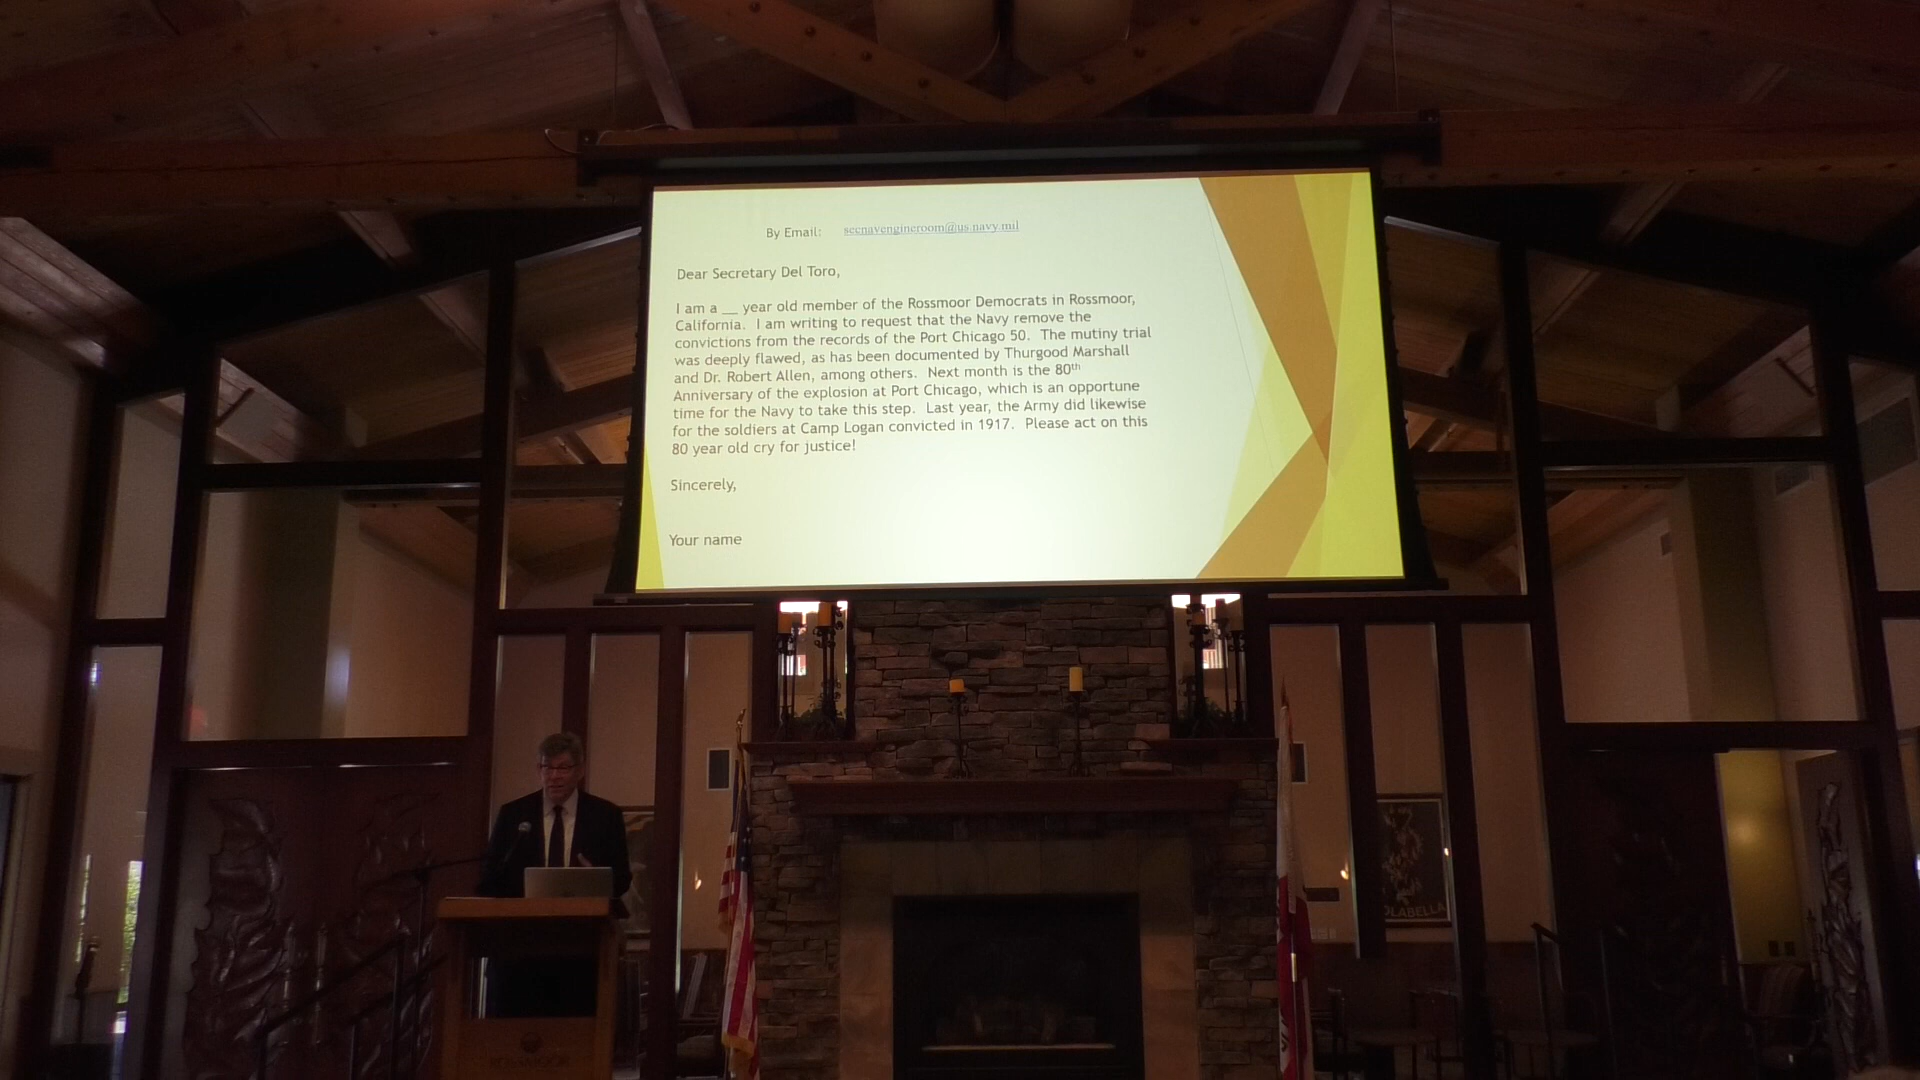 By Email: secnavengineroom@us.navy.mil
Dear Secretary Del Toro,
I am a __ year old member of the Rossmoor Democrats in Rossmoor,
California. I am writing to request that the Navy remove the
convictions from the records of the Port Chicago 50. The mutiny trial
was deeply flawed, as has been documented by Thurgood Marshall
and Dr. Robert Allen, among others. Next month is the 80th
Anniversary of the explosion at Port Chicago, which is an opportune
time for the Navy to take this step. Last year, the Army did likewise
for the soldiers at Camp Logan convicted in 1917. Please act on this
80 year old cry for justice!
Sincerely,
Your name
OLABELLA